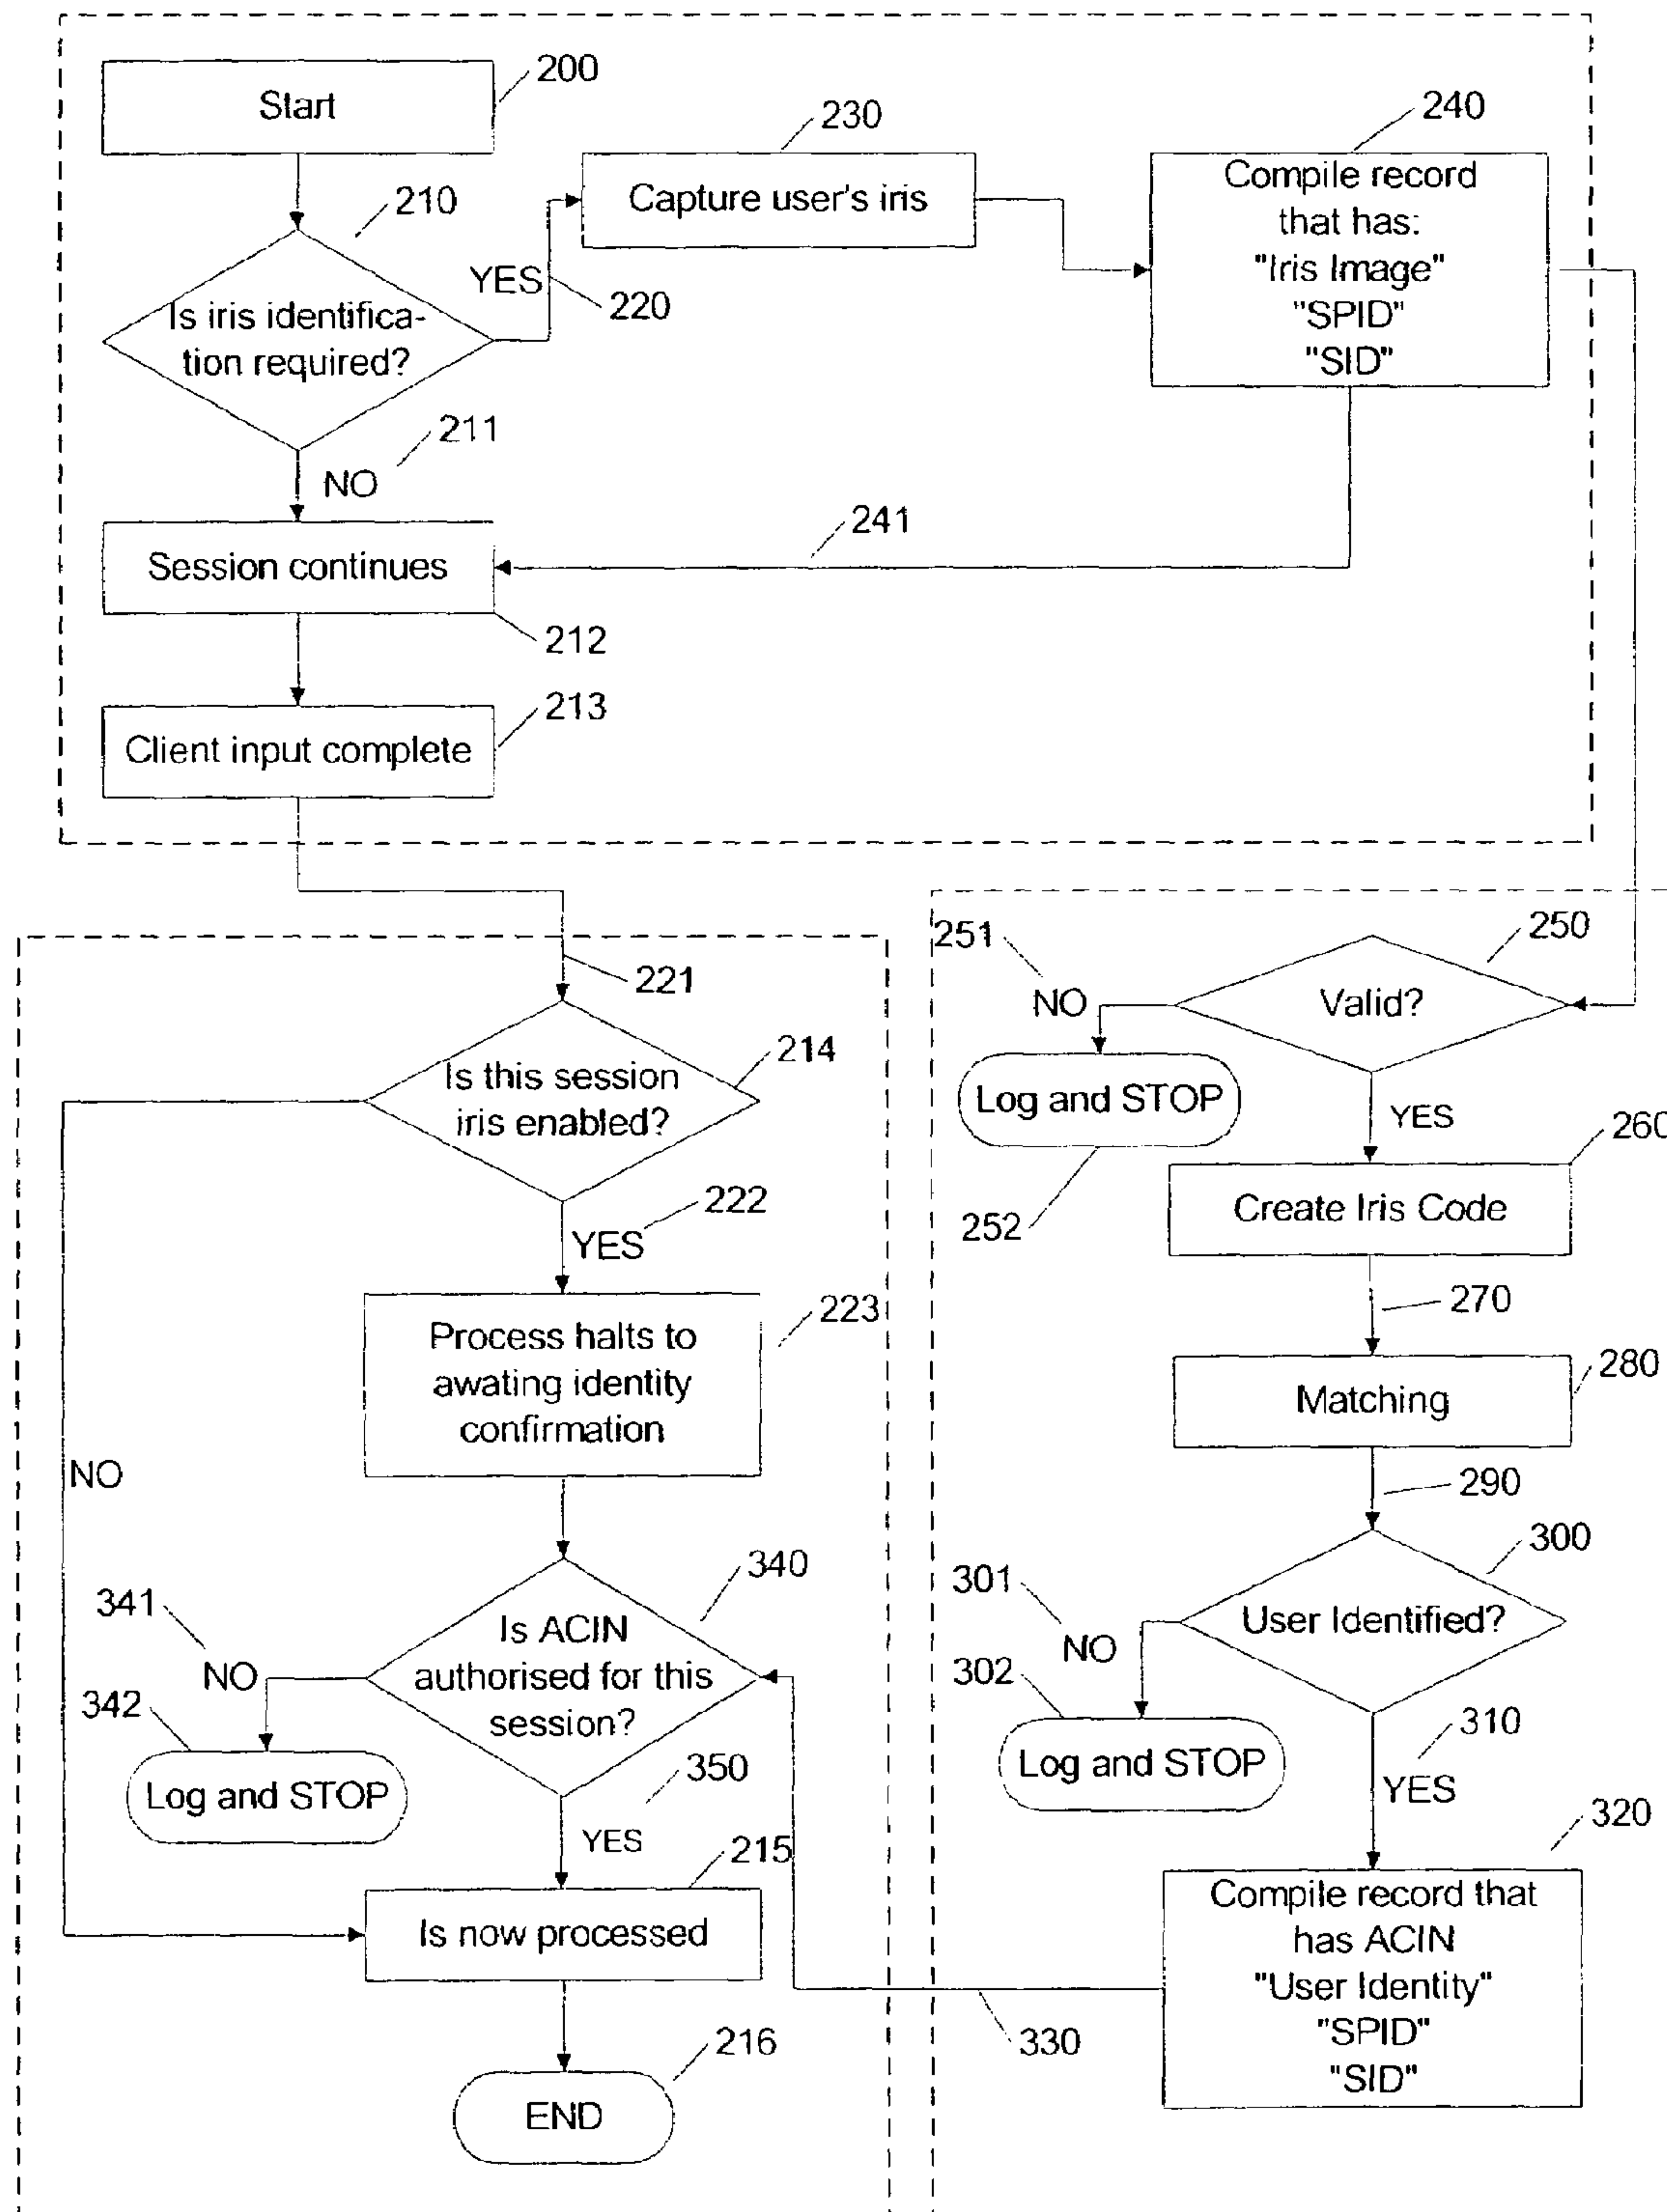 200
Start
230
240
Capture user's iris
Compile record
that has:
"Iris Image"
"SPID"
"SID"
210
YES
220
Is iris identifica-
tion required?
211
NO
241
Session continues
212
213
Client input complete
221
214
Is this session
iris enabled?
222
YES
223
Process halts to
awating identity
confirmation
NO
340
341
Is ACIN
authorised for this
session?
NO
342
Log and STOP
350
YES
215
Is now processed
216
END
251
250
NO
Valid?
Log and STOP
YES
252
260
Create Iris Code
270
280
Matching
290
300
301
User Identified?
NO
302
Log and STOP
310
YES
320
Compile record that
has ACIN
"User Identity"
"SPID"
"SID"
330